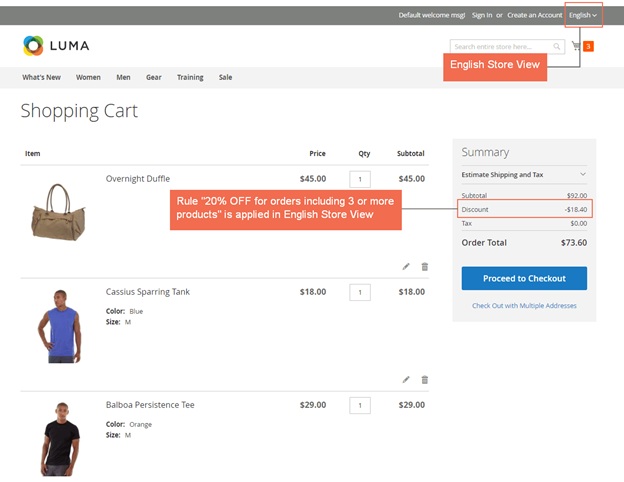 Default welcome msg! Sign In or Create an Account English
LUMA
Search entire store here...
3
English Store View
What's New Women Men Gear Training Sale
Shopping Cart
Item Price Qty Subtotal
Overnight Duffle $45.00 1 $45.00
Rule "20% OFF for orders including 3 or more
products" is applied in English Store View
Cassius Sparring Tank $18.00 1 $18.00
Color: Blue
Size: M
Balboa Persistence Tee $29.00 1 $29.00
Color: Orange
Size: M
Summary
Estimate Shipping and Tax
Subtotal $92.00
Discount -$18.40
Tax $0.00
Order Total $73.60
Proceed to Checkout
Check Out with Multiple Addresses